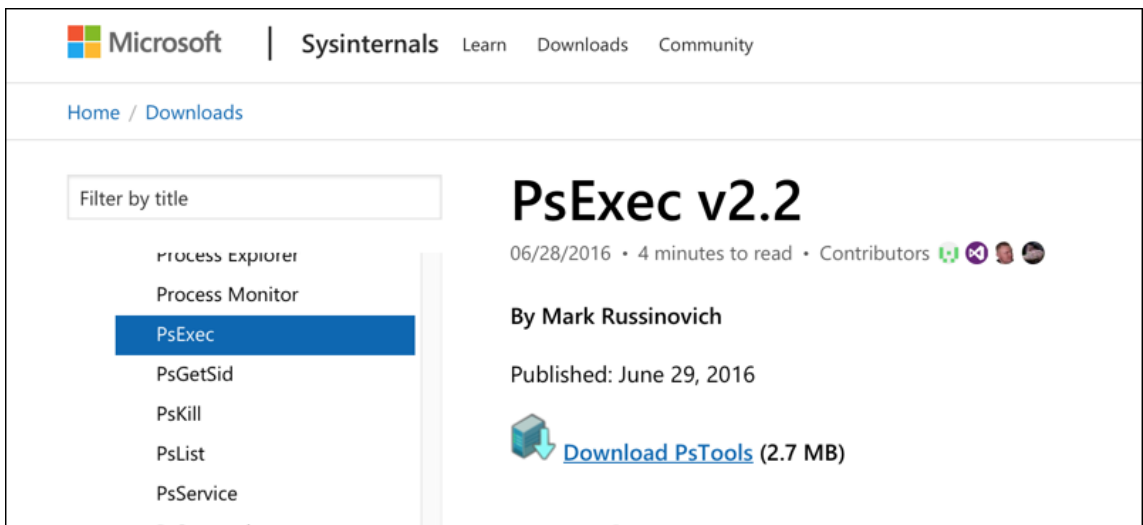 Microsoft | Sysinternals Learn Downloads Community
Home / Downloads
Filter by title
Process Explorer
Process Monitor
PsExec
PsGetSid
PsKill
PsList
PsService
PsExec v2.2
06/28/2016 • 4 minutes to read • Contributors
By Mark Russinovich
Published: June 29, 2016
Download PsTools (2.7 MB)